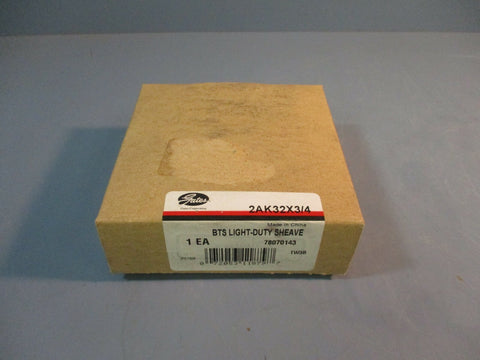 Gates
2AK32X3/4
Made in China
BTS LIGHT-DUTY SHEAVE
1 EA
78070143